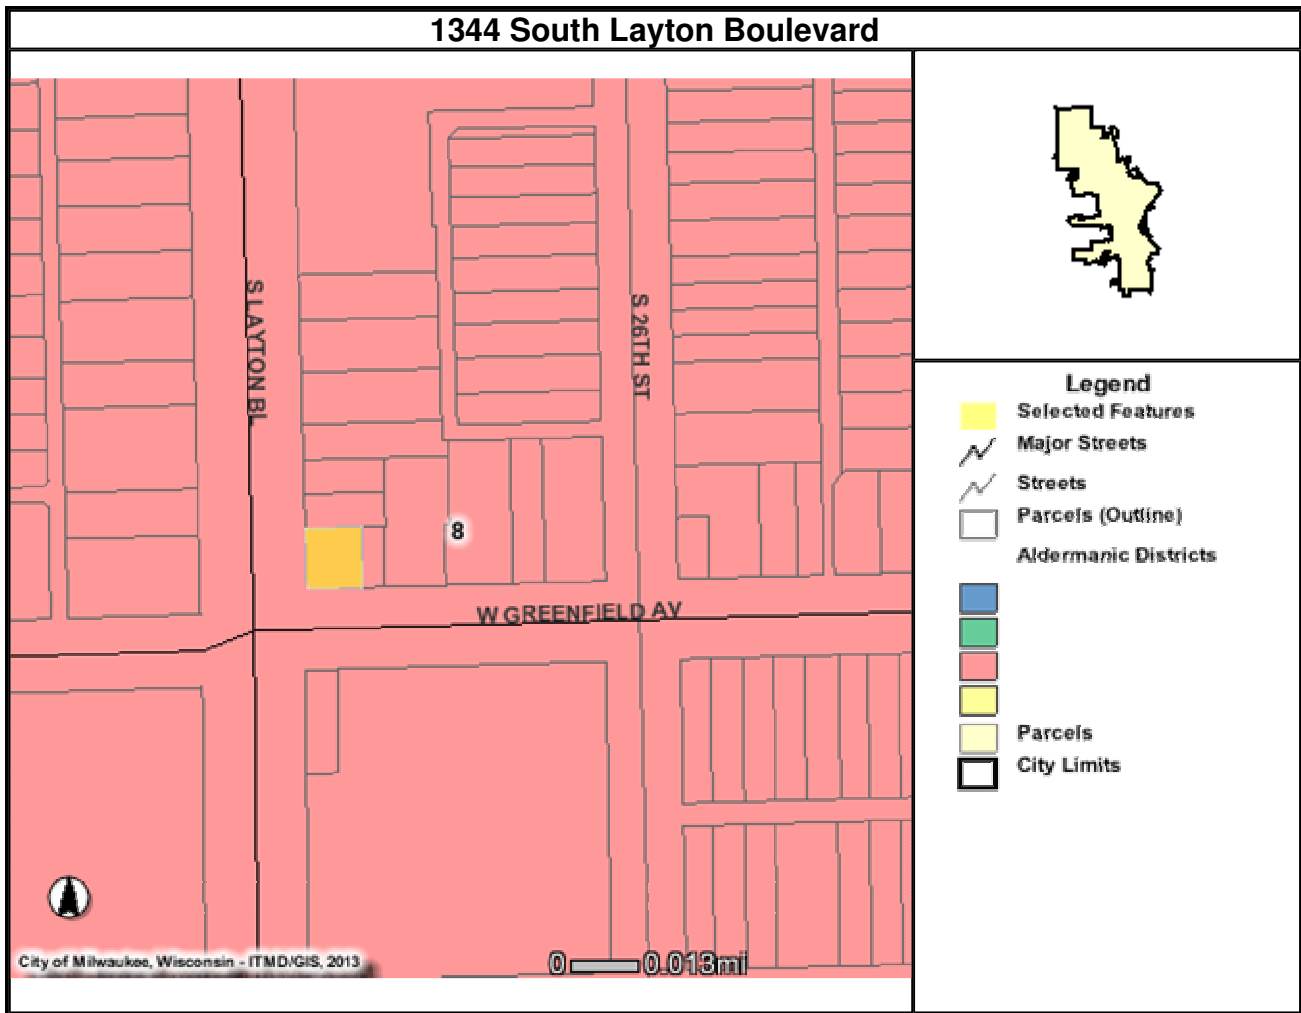 1344 South Layton Boulevard
S LAYTON BL
S 26TH ST
8
W GREENFIELD AV
City of Milwaukee, Wisconsin - ITMD/GIS, 2013
0 0.013mi
Legend
Selected Features
Major Streets
Streets
Parcels (Outline)
Aldermanic Districts
Parcels
City Limits